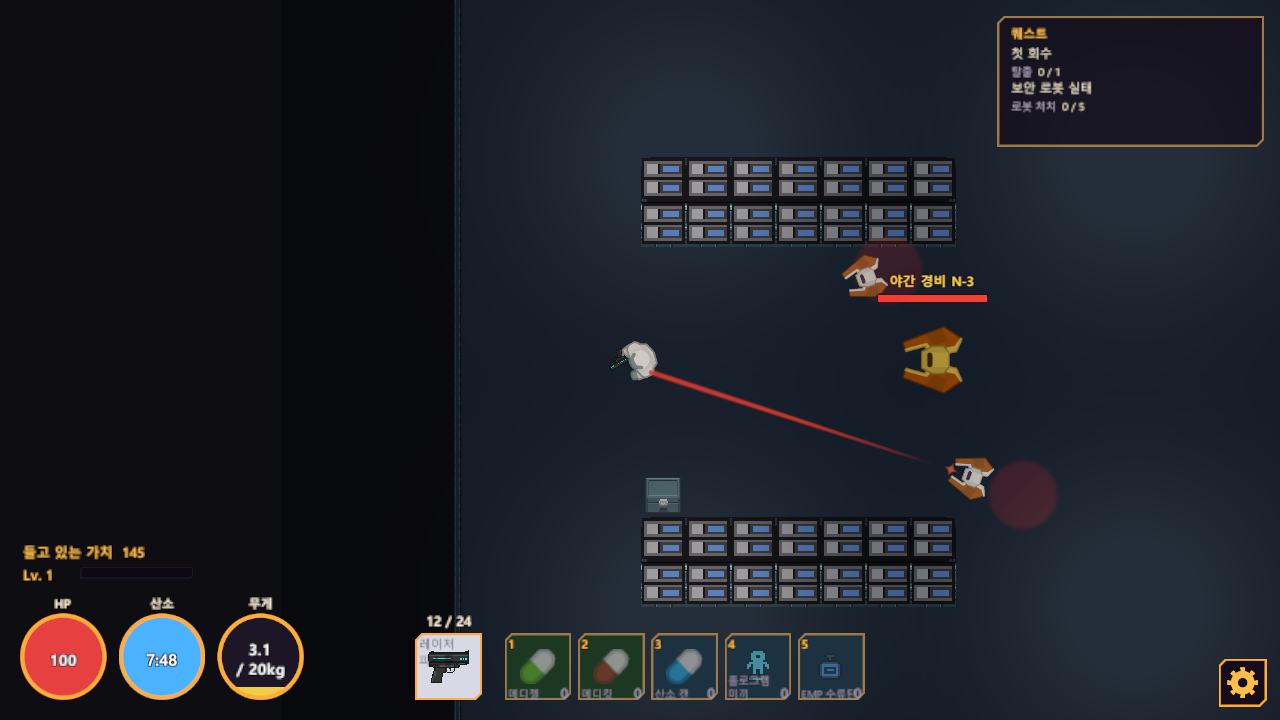 퀘스트
첫 회수
탈출 0/1
보안 로봇 실태
로봇 처치 0/5
야간 경비 N-3
들고 있는 가치 145
Lv. 1
HP 산소 무게
100
7:48
3.1
/ 20kg
12 / 24
레이저
1 2 3 4 5
메디젤 0
메디킷 0
산소 캔 0
홀로그램
미끼 0
EMP 수류탄 0